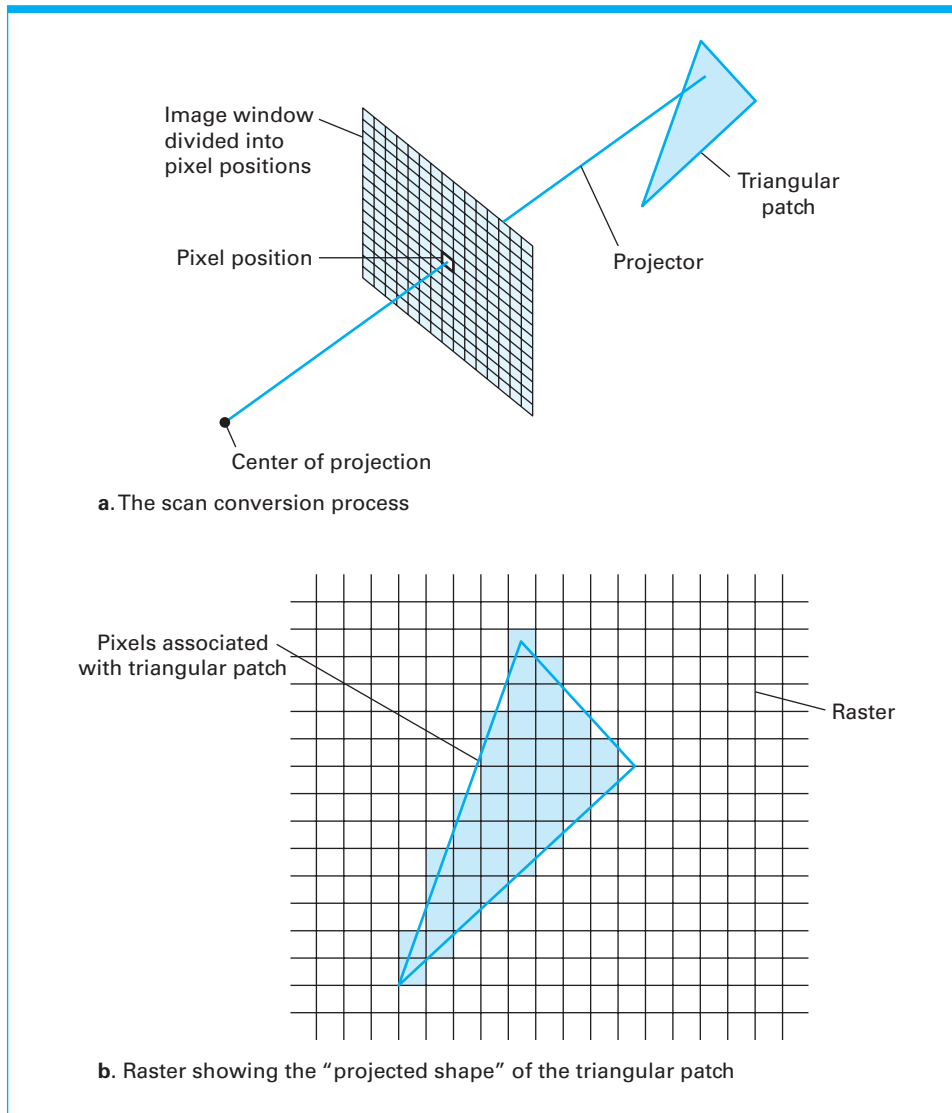 Image window
divided into
pixel positions
Triangular
patch
Pixel position
Projector
Center of projection
a. The scan conversion process
Pixels associated
with triangular patch
Raster
b. Raster showing the “projected shape” of the triangular patch